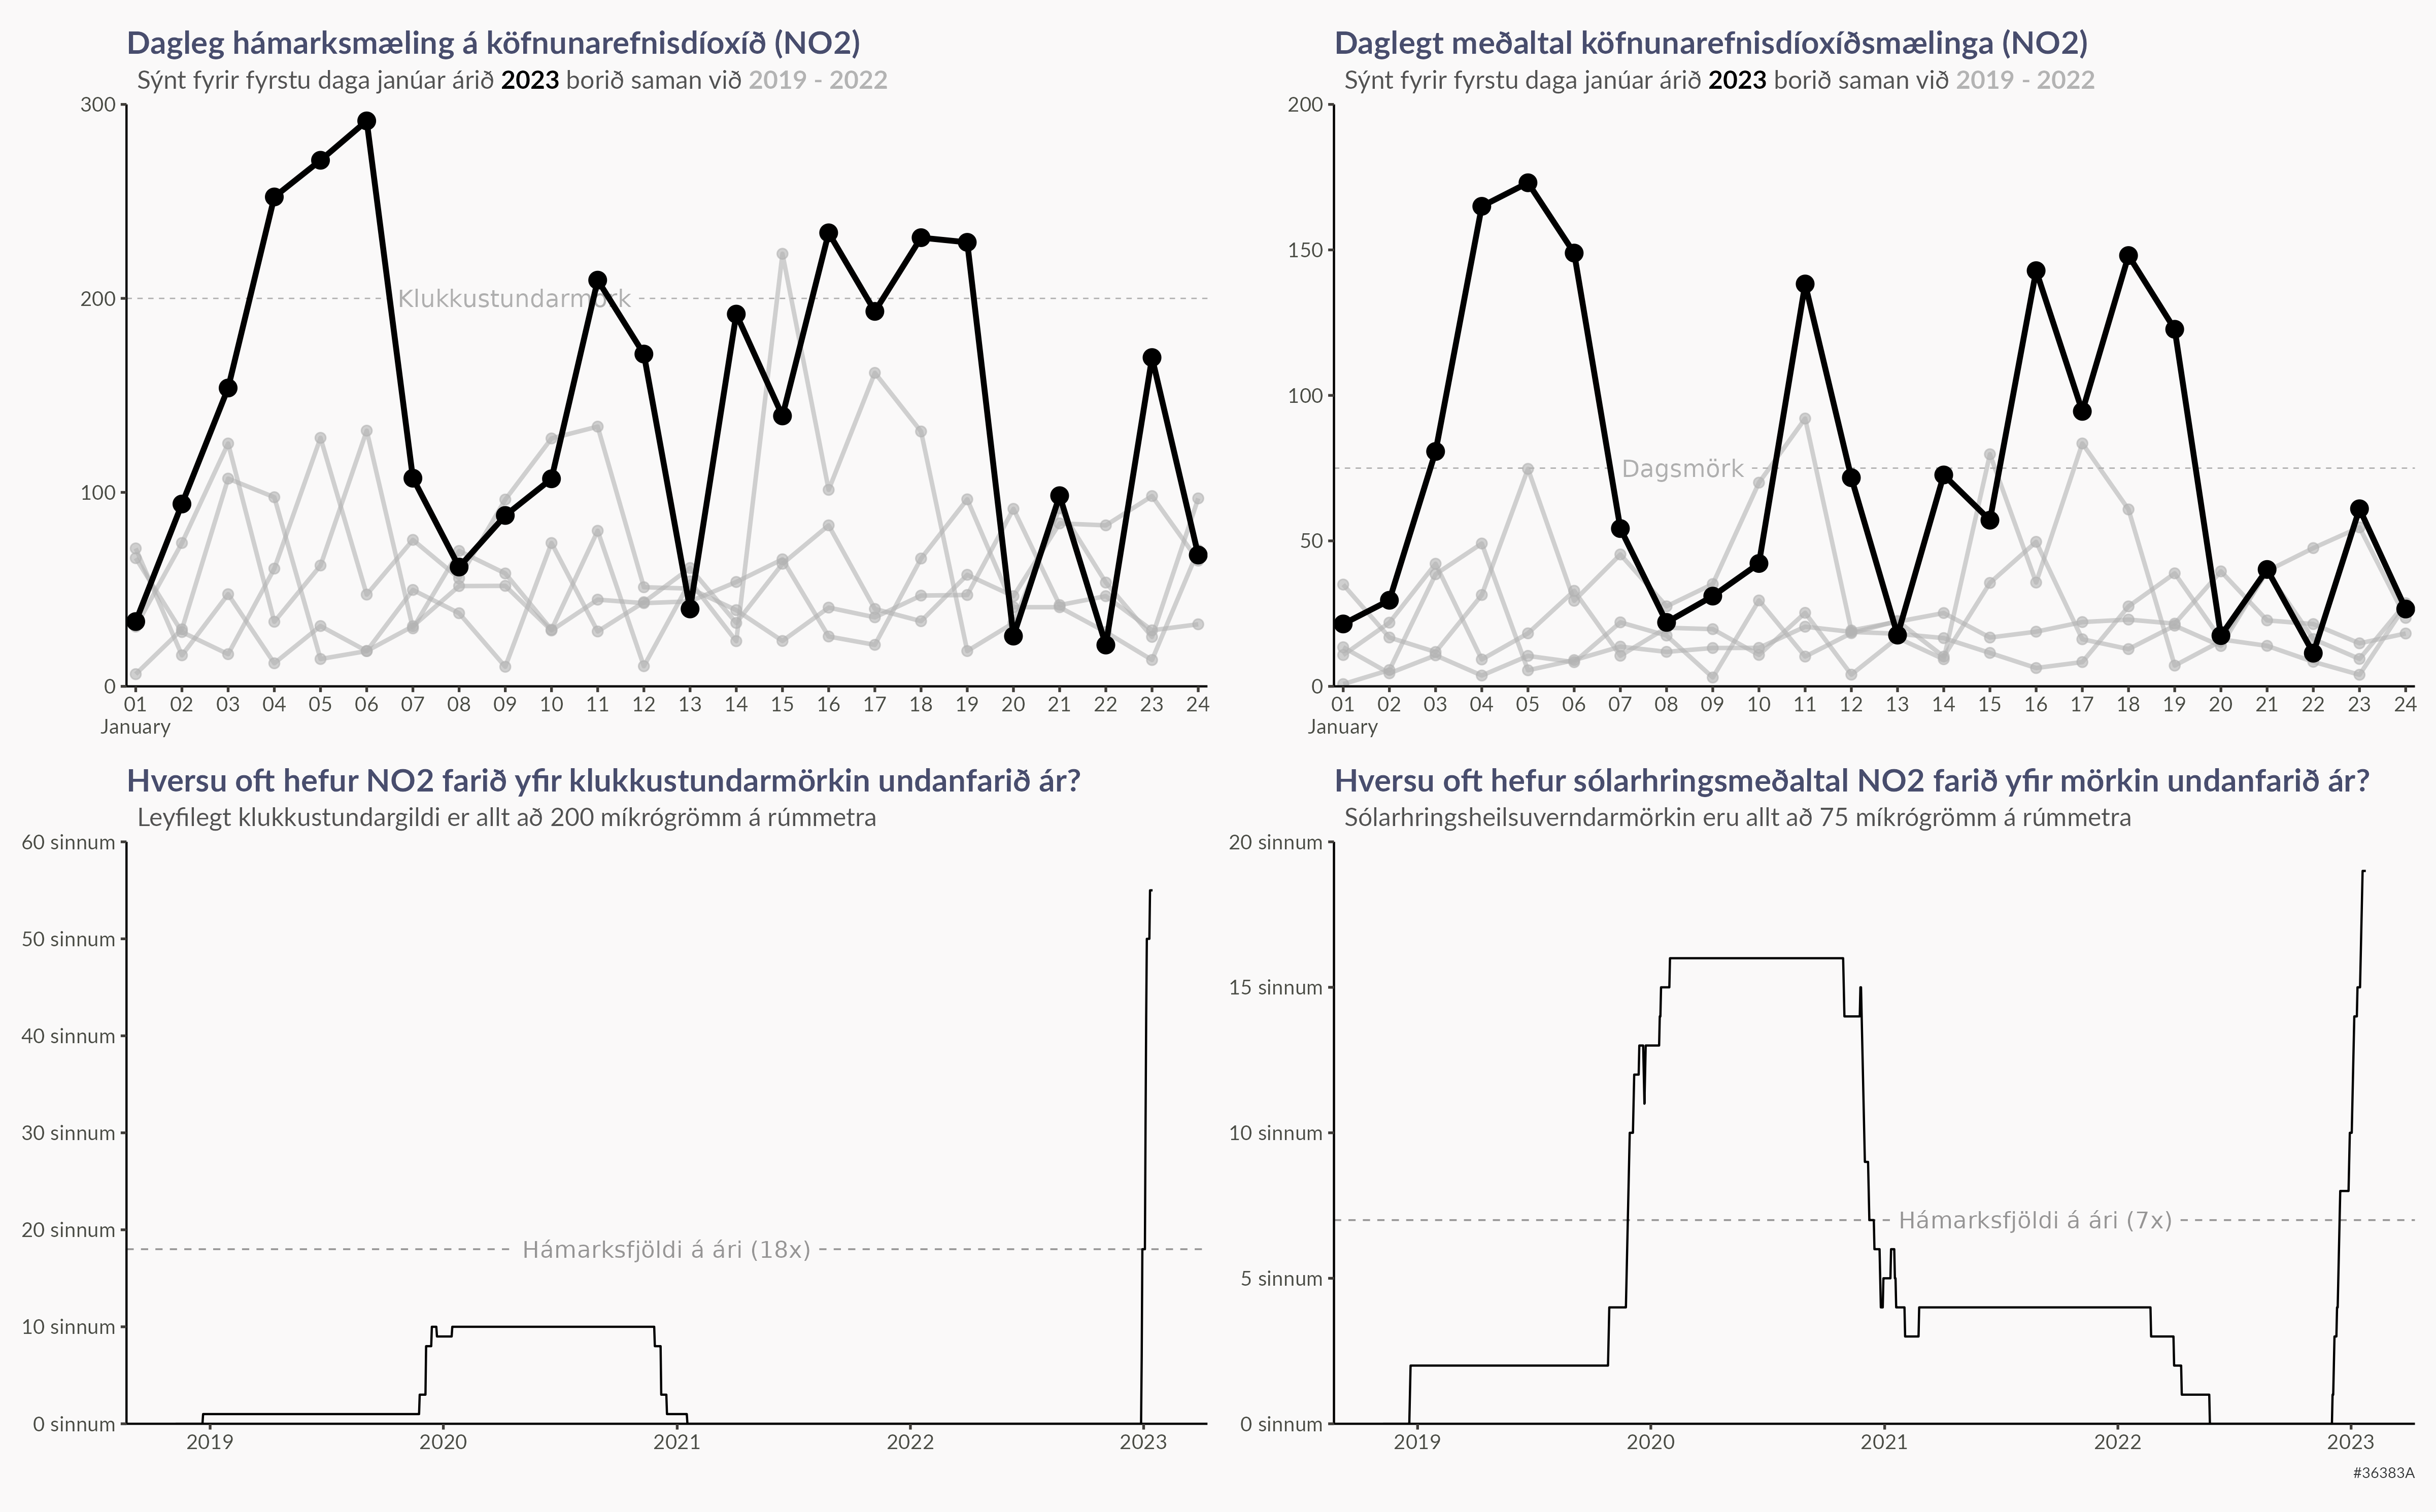 Dagleg hámarksmæling á köfnunarefnisdíoxíð (NO2)
Sýnt fyrir fyrstu daga janúar árið 2023 borið saman við 2019 - 2022
300
200
100
0
Klukkustundarmörk
01 02 03 04 05 06 07 08 09 10 11 12 13 14 15 16 17 18 19 20 21 22 23 24
January
Daglegt meðaltal köfnunarefnisdíoxíðsmælinga (NO2)
Sýnt fyrir fyrstu daga janúar árið 2023 borið saman við 2019 - 2022
200
150
100
50
0
Dagsmörk
01 02 03 04 05 06 07 08 09 10 11 12 13 14 15 16 17 18 19 20 21 22 23 24
January
Hversu oft hefur NO2 farið yfir klukkustundarmörkin undanfarið ár?
Leyfilegt klukkustundargildi er allt að 200 míkrógrömm á rúmmetra
60 sinnum
50 sinnum
40 sinnum
30 sinnum
20 sinnum
10 sinnum
0 sinnum
Hámarksfjöldi á ári (18x)
2019 2020 2021 2022 2023
Hversu oft hefur sólarhringsmeðaltal NO2 farið yfir mörkin undanfarið ár?
Sólarhringsheilsuverndarmörkin eru allt að 75 míkrógrömm á rúmmetra
20 sinnum
15 sinnum
10 sinnum
5 sinnum
0 sinnum
Hámarksfjöldi á ári (7x)
2019 2020 2021 2022 2023
#36383A